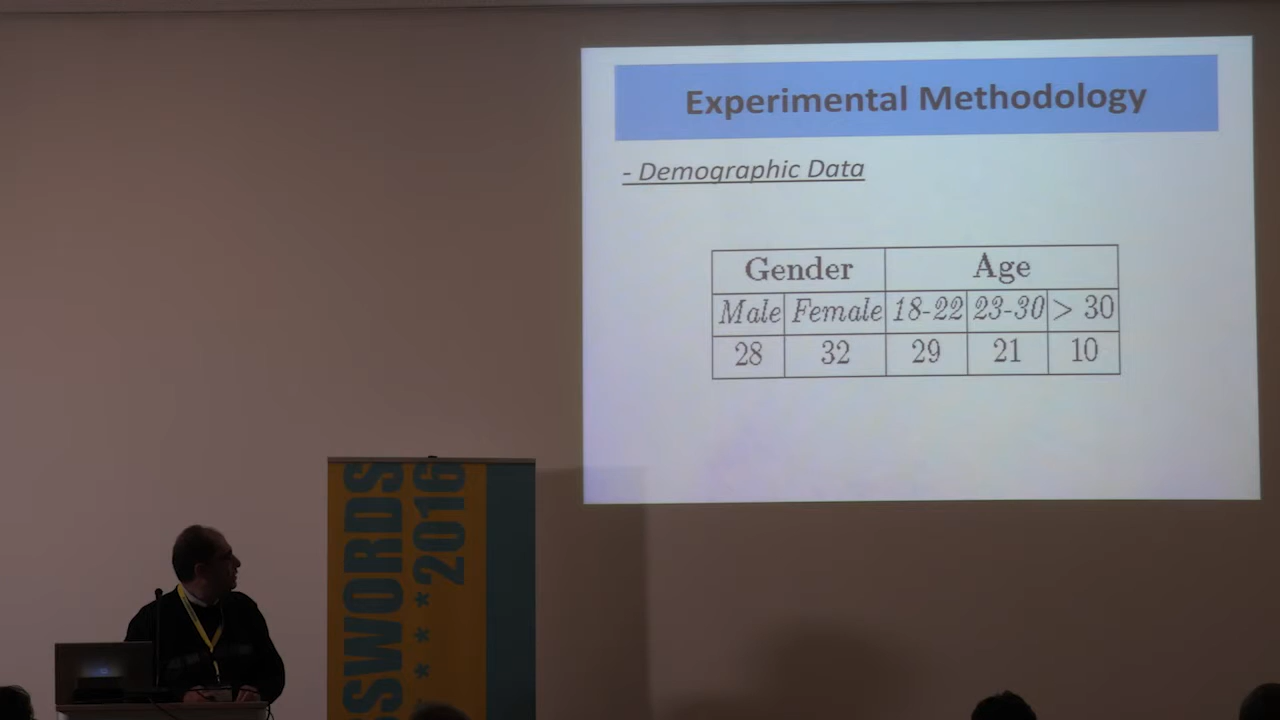 Experimental Methodology
- Demographic Data
Gender Age
Male Female 18-22 23-30 > 30
28 32 29 21 10
SSWORDS
* * * *2016